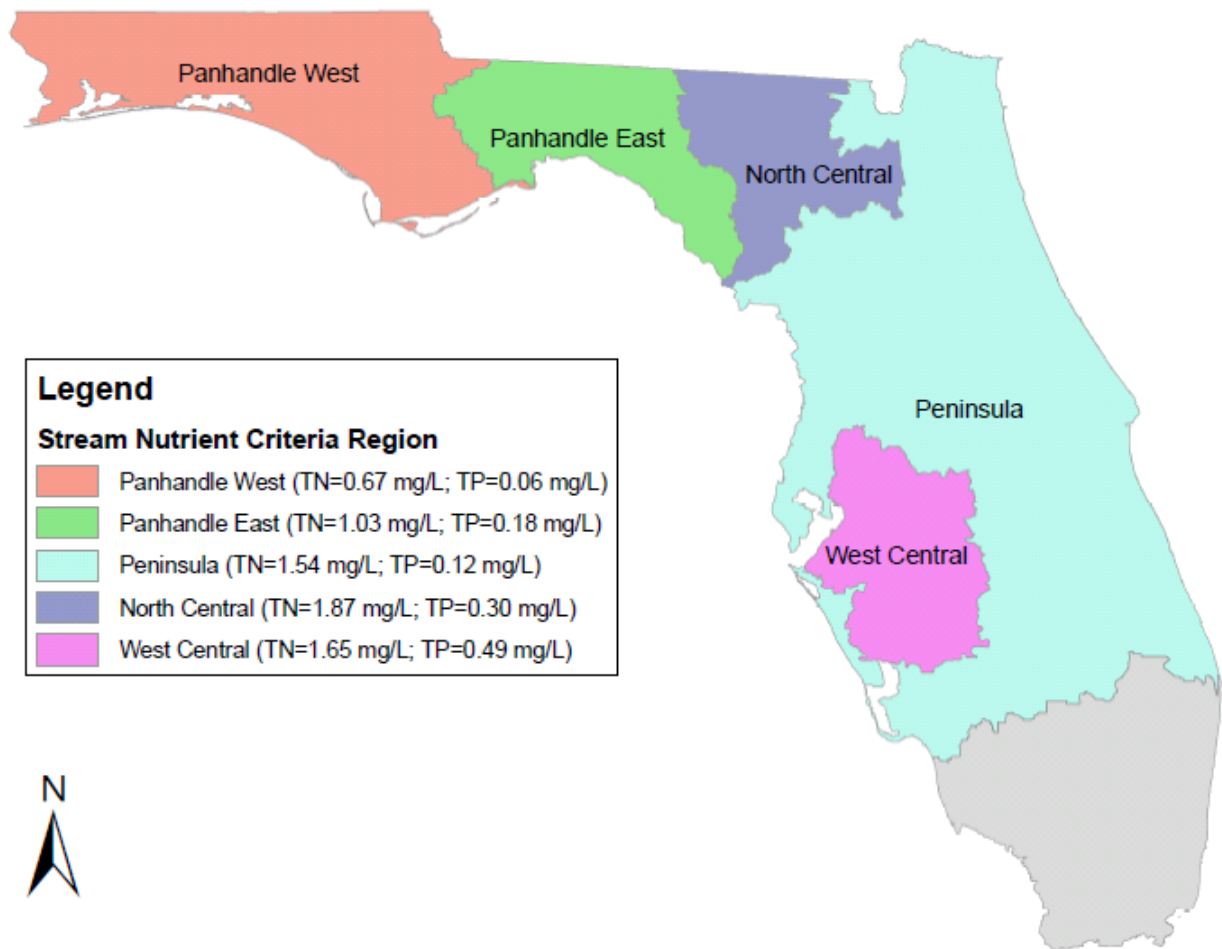 Panhandle West
Panhandle East
North Central
Peninsula
West Central
Legend
Stream Nutrient Criteria Region
Panhandle West (TN=0.67 mg/L; TP=0.06 mg/L)
Panhandle East (TN=1.03 mg/L; TP=0.18 mg/L)
Peninsula (TN=1.54 mg/L; TP=0.12 mg/L)
North Central (TN=1.87 mg/L; TP=0.30 mg/L)
West Central (TN=1.65 mg/L; TP=0.49 mg/L)
N